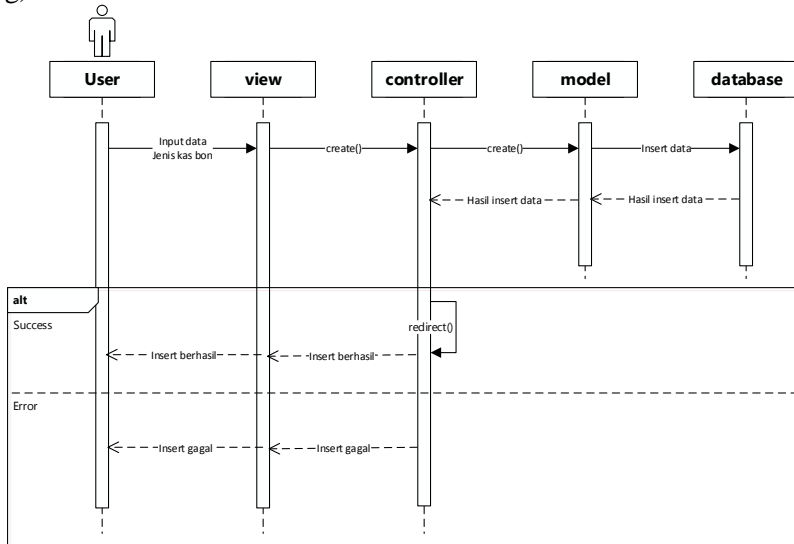 g,
User
view
controller
model
database
Input data
Jenis kas bon
create()
create()
Insert data
Hasil insert data
Hasil insert data
alt
Success
redirect()
Insert berhasil
Insert berhasil
Error
Insert gagal
Insert gagal